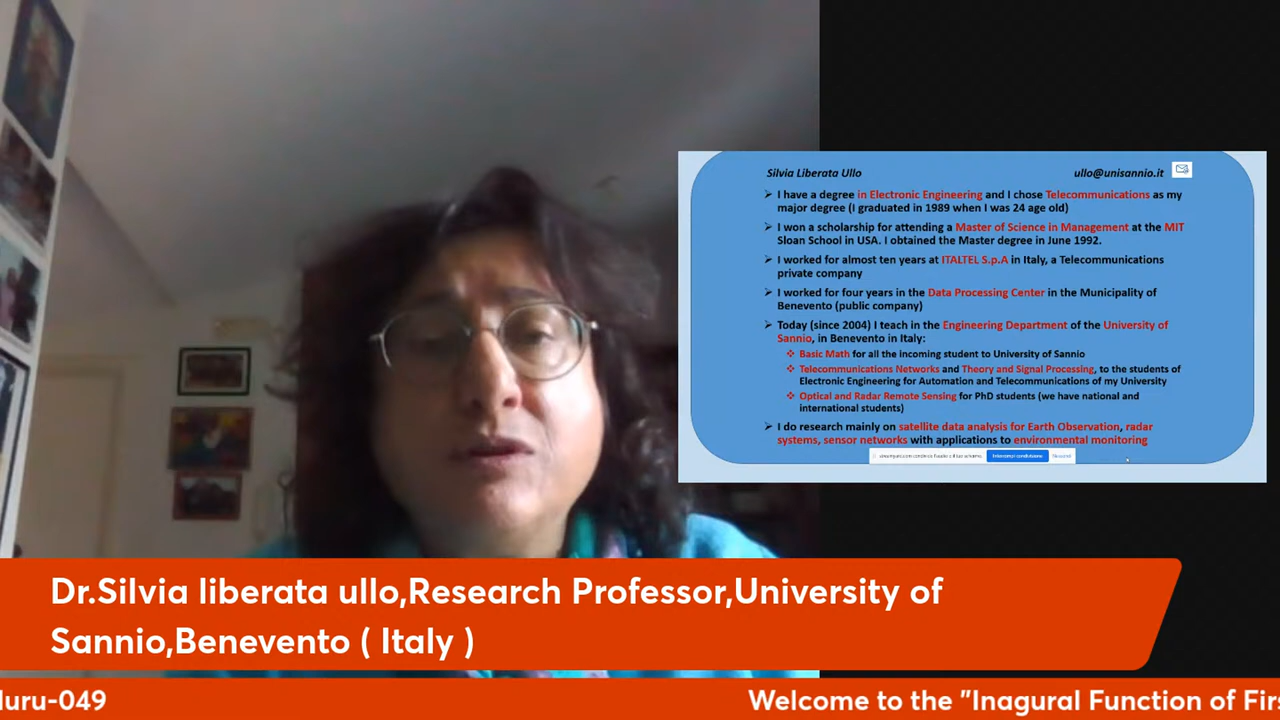 Silvia Liberata Ullo
ullo@unisannio.it
➤ I have a degree in Electronic Engineering and I chose Telecommunications as my
major degree (I graduated in 1989 when I was 24 age old)
➤ I won a scholarship for attending a Master of Science in Management at the MIT
Sloan School in USA. I obtained the Master degree in June 1992.
➤ I worked for almost ten years at ITALTEL S.p.A in Italy, a Telecommunications
private company
➤ I worked for four years in the Data Processing Center in the Municipality of
Benevento (public company)
➤ Today (since 2004) I teach in the Engineering Department of the University of
Sannio, in Benevento in Italy:
❖ Basic Math for all the incoming student to University of Sannio
❖ Telecommunications Networks and Theory and Signal Processing, to the students of
Electronic Engineering for Automation and Telecommunications of my University
❖ Optical and Radar Remote Sensing for PhD students (we have national and
international students)
➤ I do research mainly on satellite data analysis for Earth Observation, radar
systems, sensor networks with applications to environmental monitoring
Interrompi condivisione
Dr.Silvia liberata ullo,Research Professor,University of
Sannio,Benevento ( Italy )
luru-049
Welcome to the "Inagural Function of Firs